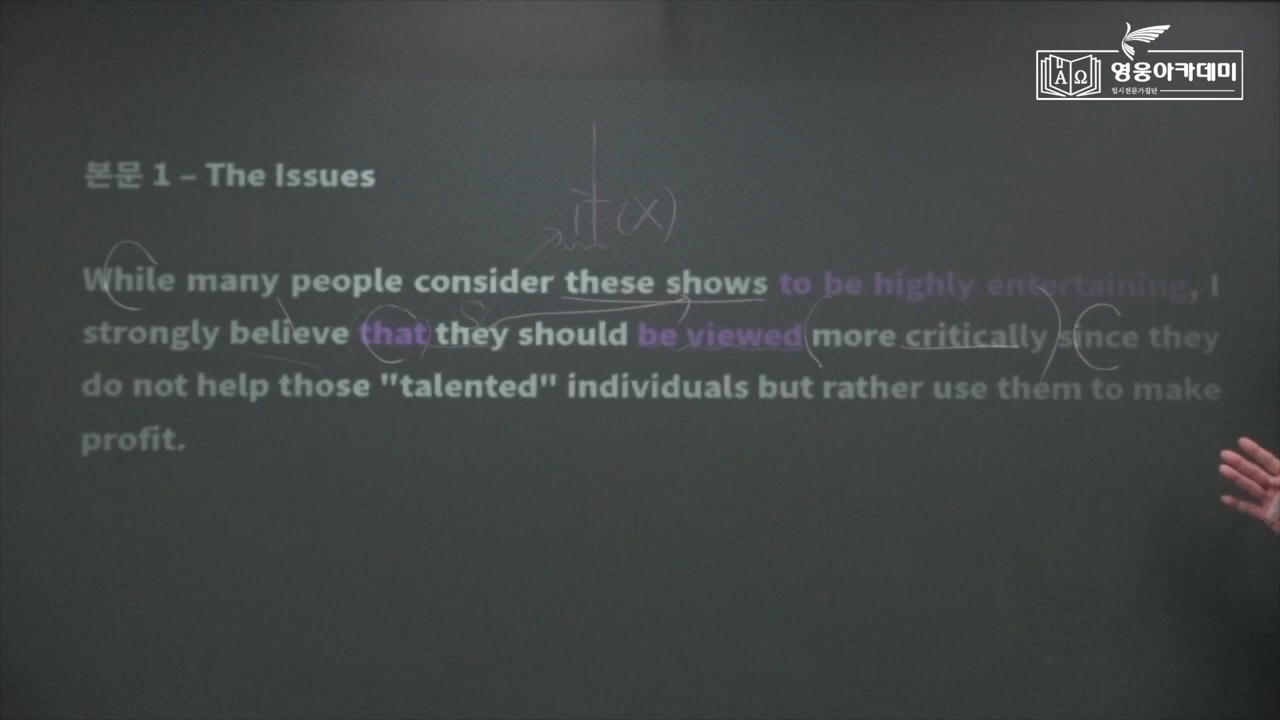 영웅아카데미
입시전문가집단
본문 1 – The Issues
it (X)
While many people consider these shows to be highly entertaining, I
strongly believe that they should be viewed more critically since they
do not help those "talented" individuals but rather use them to make
profit.